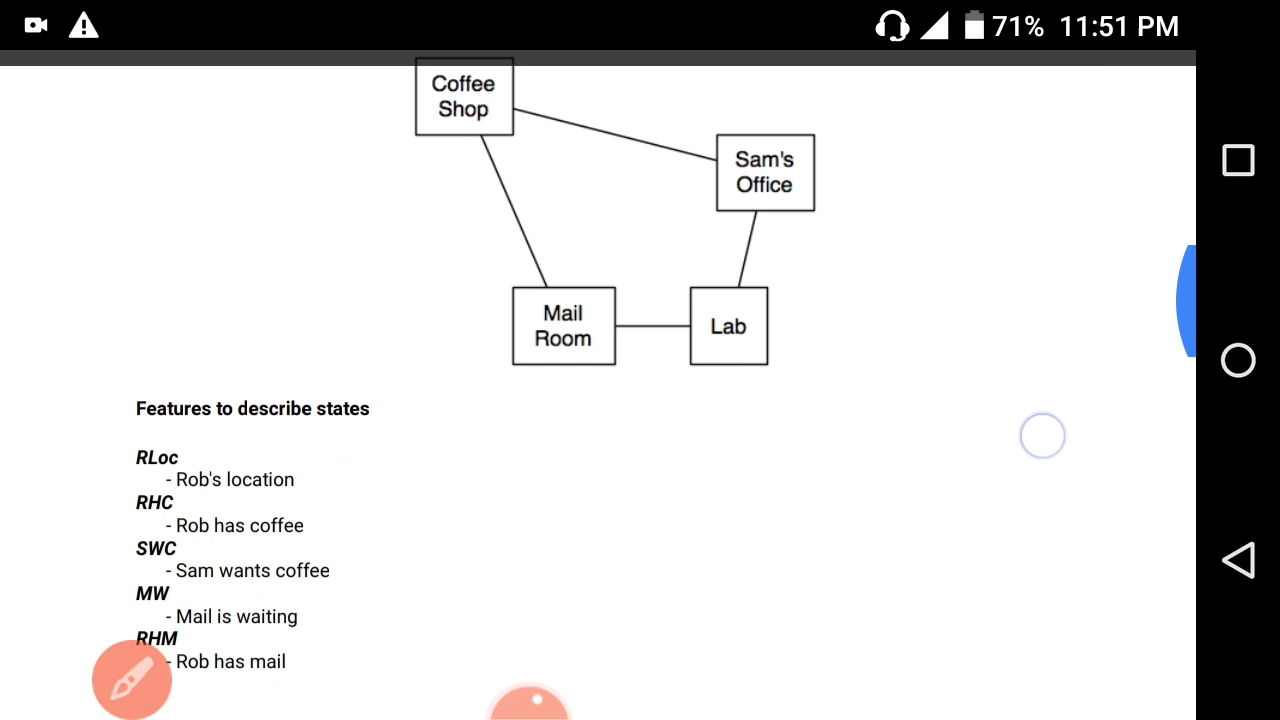 71% 11:51 PM
Coffee
Shop
Sam's
Office
Mail
Room
Lab
Features to describe states
RLoc
- Rob's location
RHC
- Rob has coffee
SWC
- Sam wants coffee
MW
- Mail is waiting
RHM
- Rob has mail